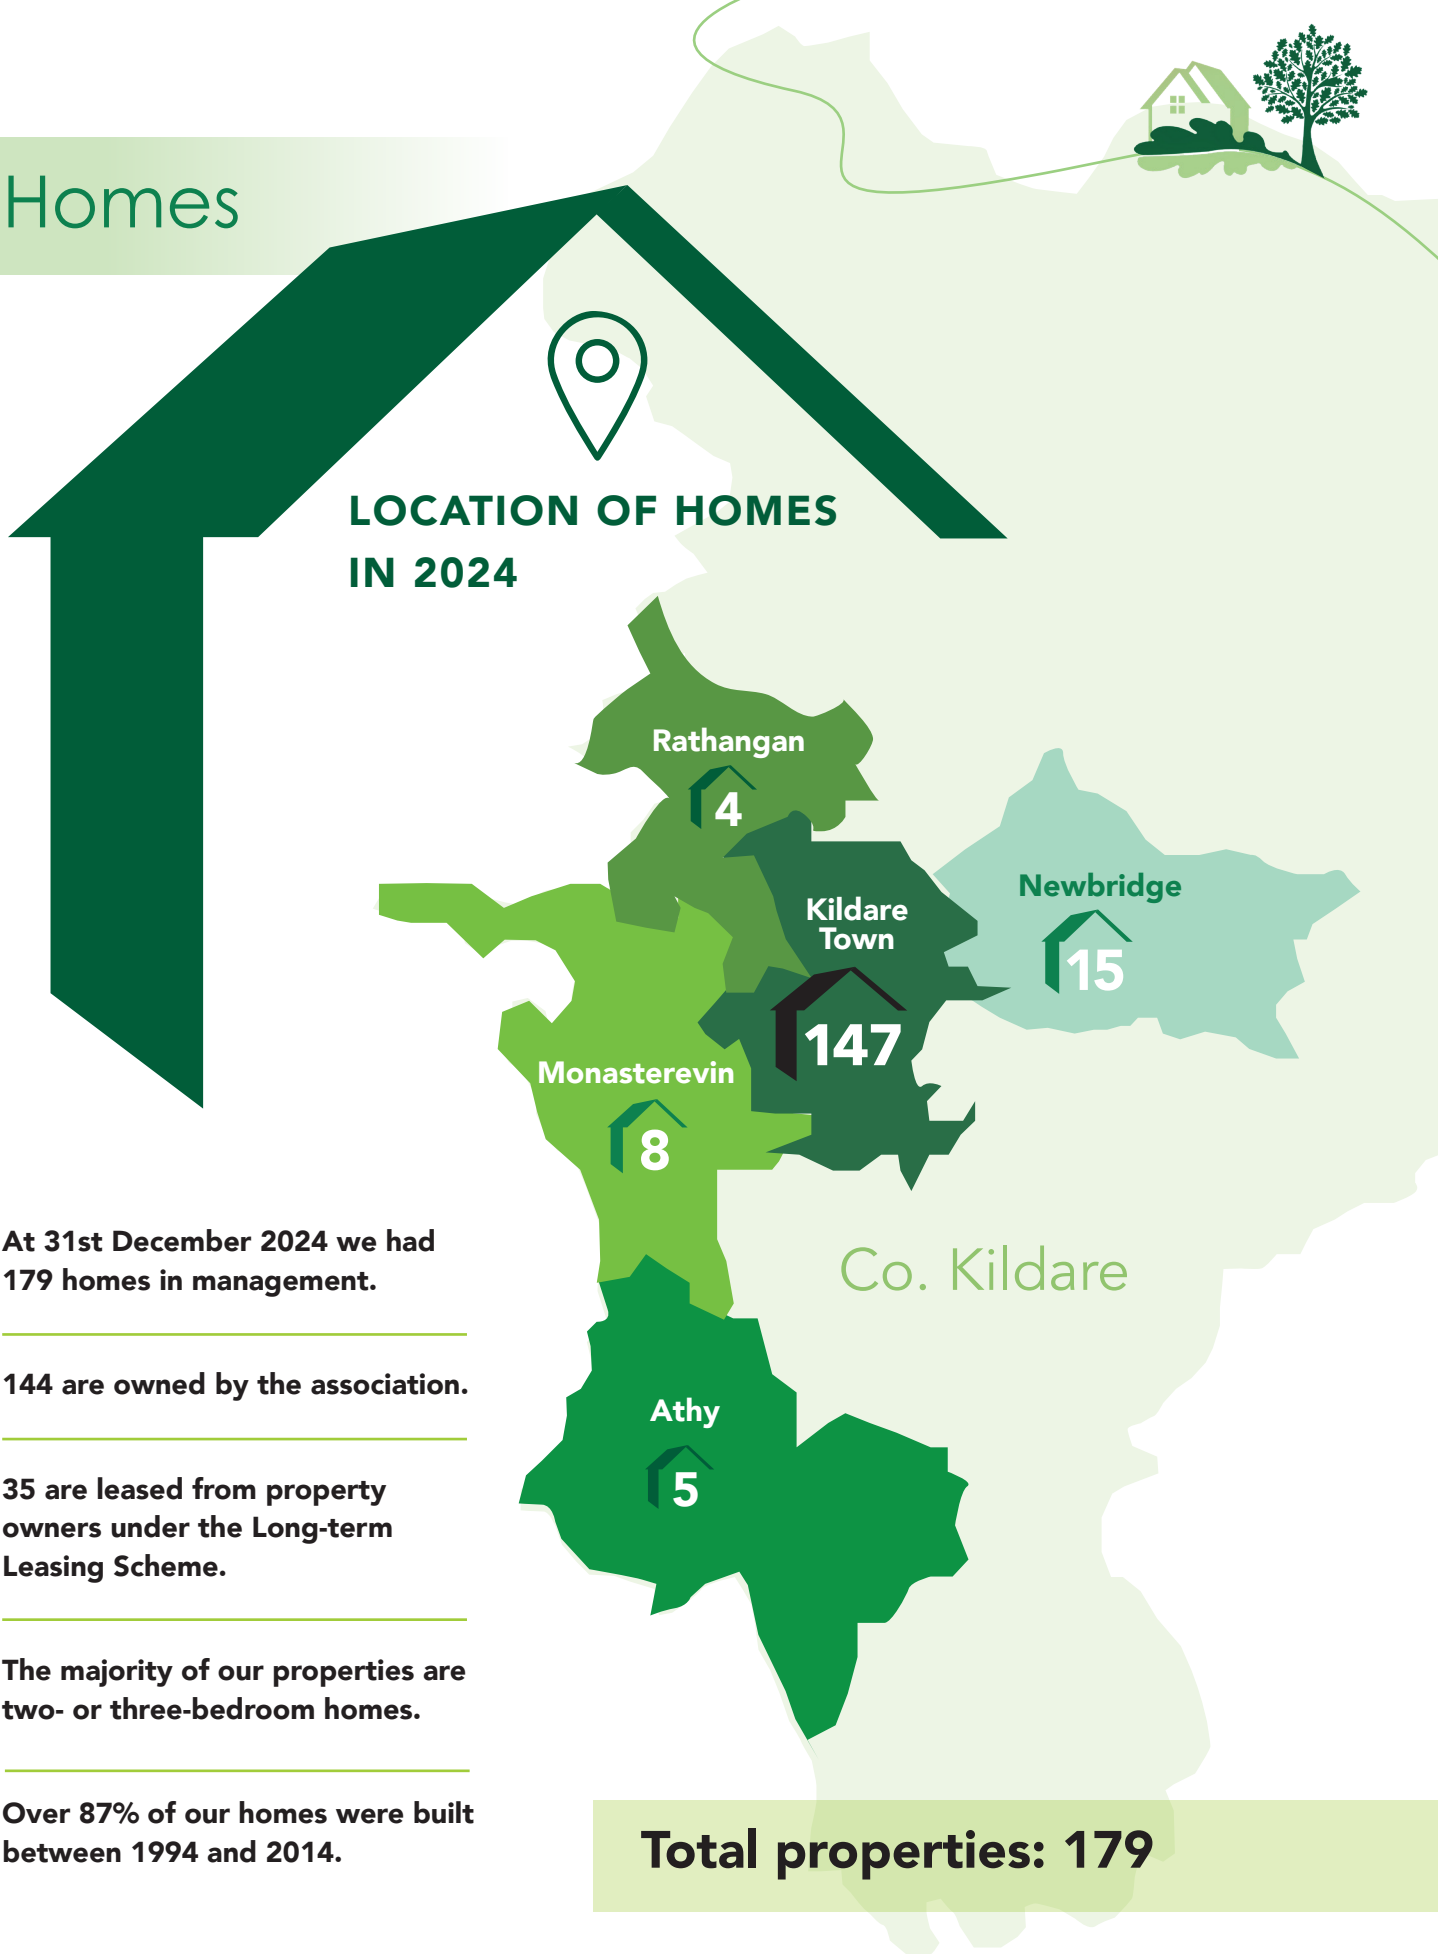 Homes
LOCATION OF HOMES
IN 2024
Rathangan
4
Kildare
Town
147
Newbridge
15
Monasterevin
8
Co. Kildare
Athy
5
At 31st December 2024 we had
179 homes in management.
144 are owned by the association.
35 are leased from property
owners under the Long-term
Leasing Scheme.
The majority of our properties are
two- or three-bedroom homes.
Over 87% of our homes were built
between 1994 and 2014.
Total properties: 179